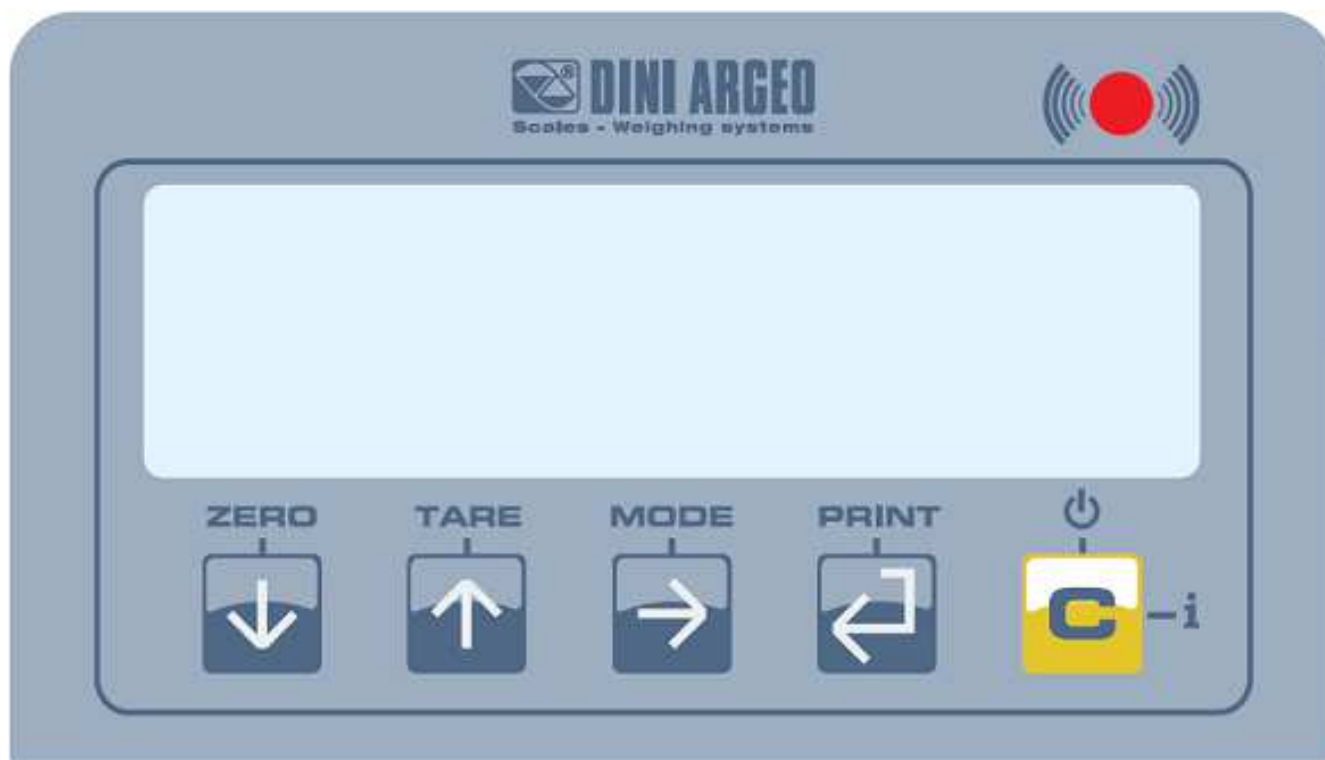 ® DINI ARGEO
Scales - Weighing systems
ZERO TARE MODE PRINT
C - i